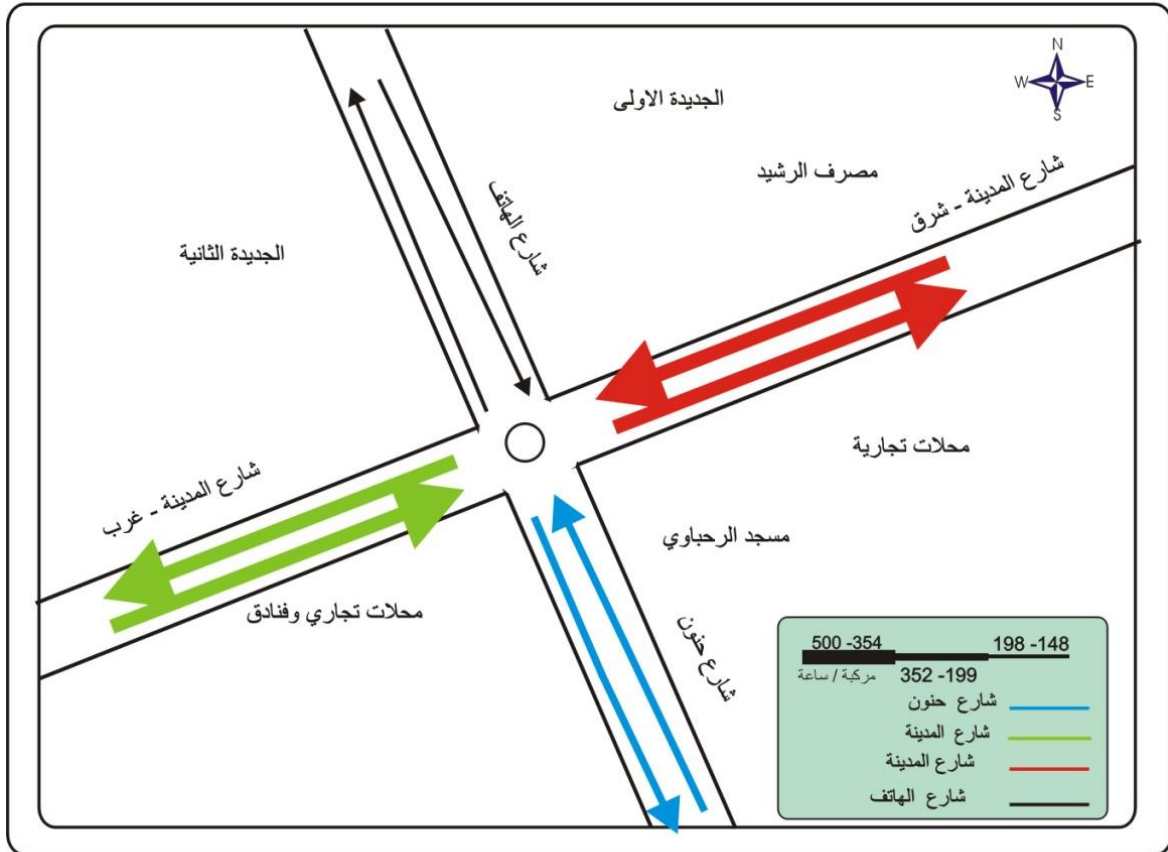 N
W
E
S
الجديدة الاولى
مصرف الرشيد
شارع المدينة - شرق
شارع الهاتف
الجديدة الثانية
محلات تجارية
شارع المدينة - غرب
مسجد الرحباوي
محلات تجاري وفنادق
شارع حنون
500 -354
198 -148
352 -199
مركبة / ساعة
شارع حنون
شارع المدينة
شارع المدينة
شارع الهاتف